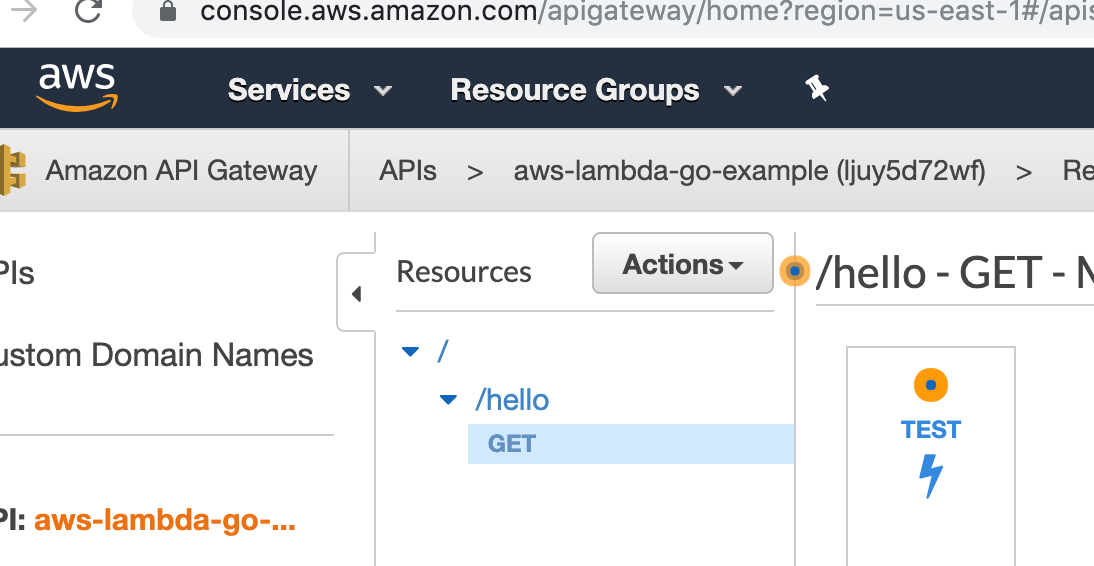 console.aws.amazon.com/apigateway/home?region=us-east-1#/apis
aws Services Resource Groups
Amazon API Gateway APIs > aws-lambda-go-example (ljuy5d72wf) > Re
PIs Resources Actions /hello - GET - M
ustom Domain Names /
/hello
TEST
GET
PI: aws-lambda-go-...